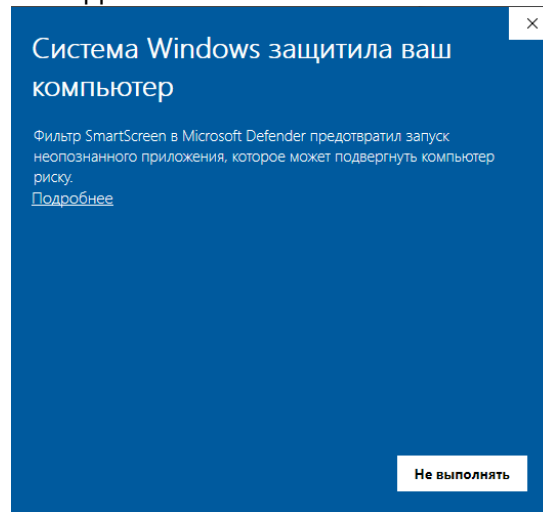 Система Windows защитила ваш
компьютер
Фильтр SmartScreen в Microsoft Defender предотвратил запуск
неопознанного приложения, которое может подвергнуть компьютер
риску.
Подробнее
Не выполнять